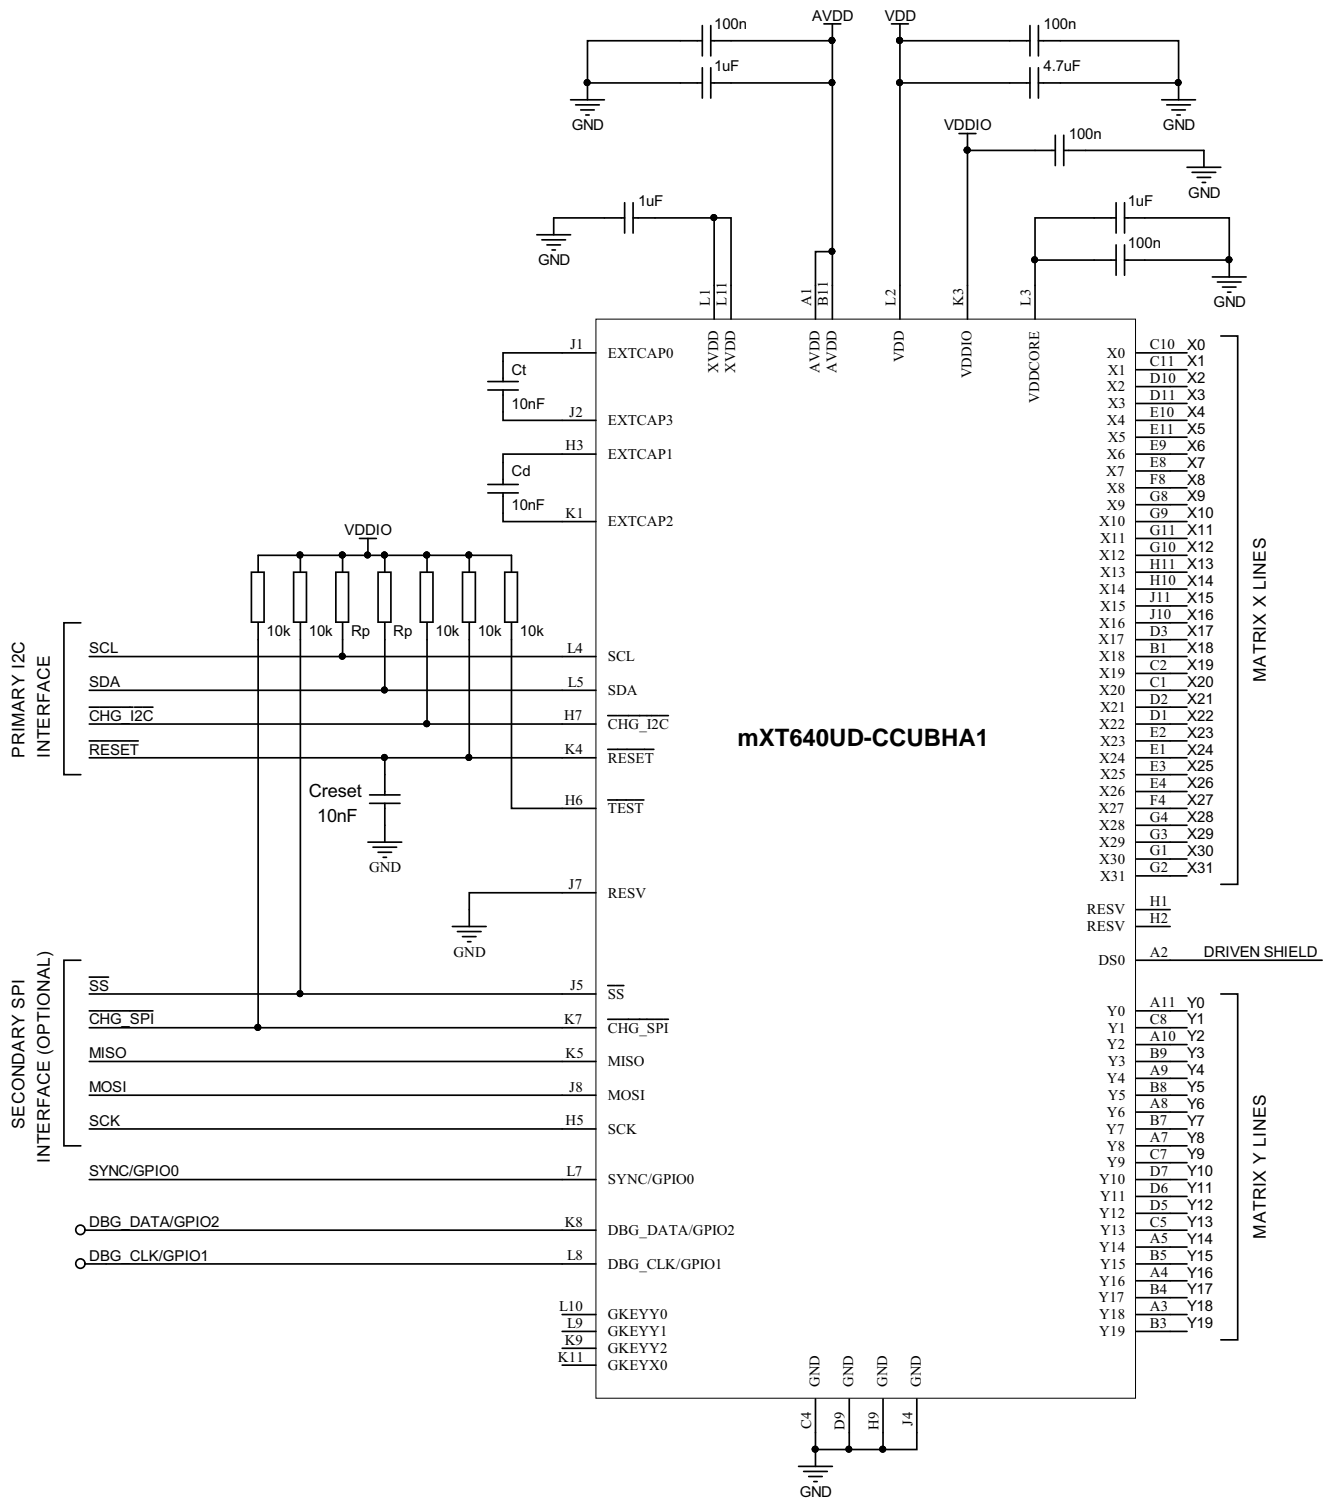 AVDD
VDD
100n
100n
1uF
4.7uF
GND
GND
VDDIO
100n
GND
1uF
1uF
100n
GND
GND
L1
L11
A1
B11
L2
K3
L3
XVDD
XVDD
AVDD
AVDD
VDD
VDDIO
VDDCORE
J1 EXTCAP0
Ct
10nF
J2 EXTCAP3
H3 EXTCAP1
Cd
10nF
K1 EXTCAP2
VDDIO
10k 10k Rp Rp 10k 10k 10k
PRIMARY I2C
INTERFACE
SCL L4 SCL
SDA L5 SDA
CHG_I2C H7 CHG_I2C
RESET K4 RESET
Creset
10nF
GND
H6 TEST
J7 RESV
GND
mXT640UD-CCUBHA1
SECONDARY SPI
INTERFACE (OPTIONAL)
SS J5 SS
CHG_SPI K7 CHG_SPI
MISO K5 MISO
MOSI J8 MOSI
SCK H5 SCK
SYNC/GPIO0 L7 SYNC/GPIO0
DBG_DATA/GPIO2 K8 DBG_DATA/GPIO2
DBG_CLK/GPIO1 L8 DBG_CLK/GPIO1
L10 GKEYY0
L9 GKEYY1
K9 GKEYY2
K11 GKEYX0
X0 C10 X0
X1 C11 X1
X2 D10 X2
X3 D11 X3
X4 E10 X4
X5 E11 X5
X6 E9 X6
X7 E8 X7
X8 F8 X8
X9 G8 X9
X10 G9 X10
X11 G11 X11
X12 G10 X12
X13 H11 X13
X14 H10 X14
X15 J11 X15
X16 J10 X16
X17 D3 X17
X18 B1 X18
X19 C2 X19
X20 C1 X20
X21 D2 X21
X22 D1 X22
X23 E2 X23
X24 E1 X24
X25 E3 X25
X26 E4 X26
X27 F4 X27
X28 G4 X28
X29 G3 X29
X30 G1 X30
X31 G2 X31
MATRIX X LINES
RESV H1
RESV H2
DS0 A2 DRIVEN SHIELD
Y0 A11 Y0
Y1 C8 Y1
Y2 A10 Y2
Y3 B9 Y3
Y4 A9 Y4
Y5 B8 Y5
Y6 A8 Y6
Y7 B7 Y7
Y8 A7 Y8
Y9 C7 Y9
Y10 D7 Y10
Y11 D6 Y11
Y12 D5 Y12
Y13 C5 Y13
Y14 A5 Y14
Y15 B5 Y15
Y16 A4 Y16
Y17 B4 Y17
Y18 A3 Y18
Y19 B3 Y19
MATRIX Y LINES
GND
GND
GND
GND
C4
D9
H9
J4
GND